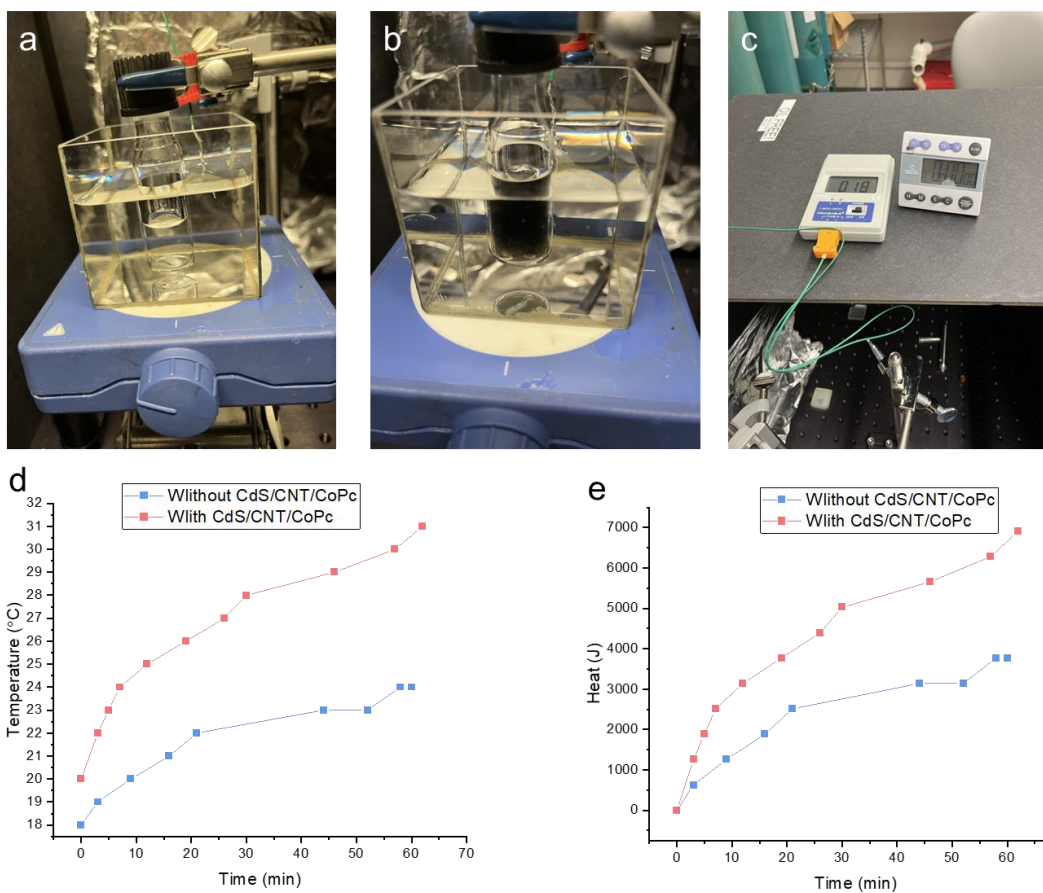 a
b
c
018
d
Wlithout CdS/CNT/CoPc
Wlith CdS/CNT/CoPc
32
31
30
29
28
27
26
25
24
23
22
21
20
19
18
Temperature (°C)
0 10 20 30 40 50 60 70
Time (min)
e
Wlithout CdS/CNT/CoPc
Wlith CdS/CNT/CoPc
7000
6000
5000
4000
3000
2000
1000
0
Heat (J)
0 10 20 30 40 50 60
Time (min)